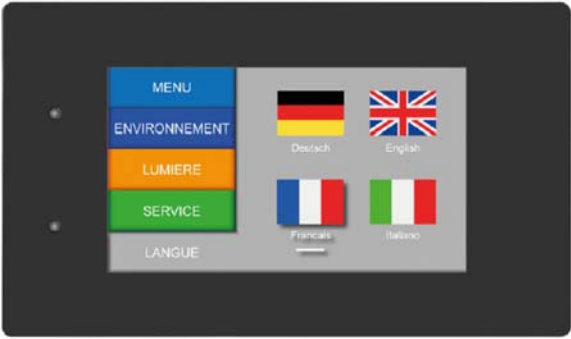 MENU
ENVIRONNEMENT
LUMIERE
SERVICE
LANGUE
Deutsch
English
Francais
Italiano